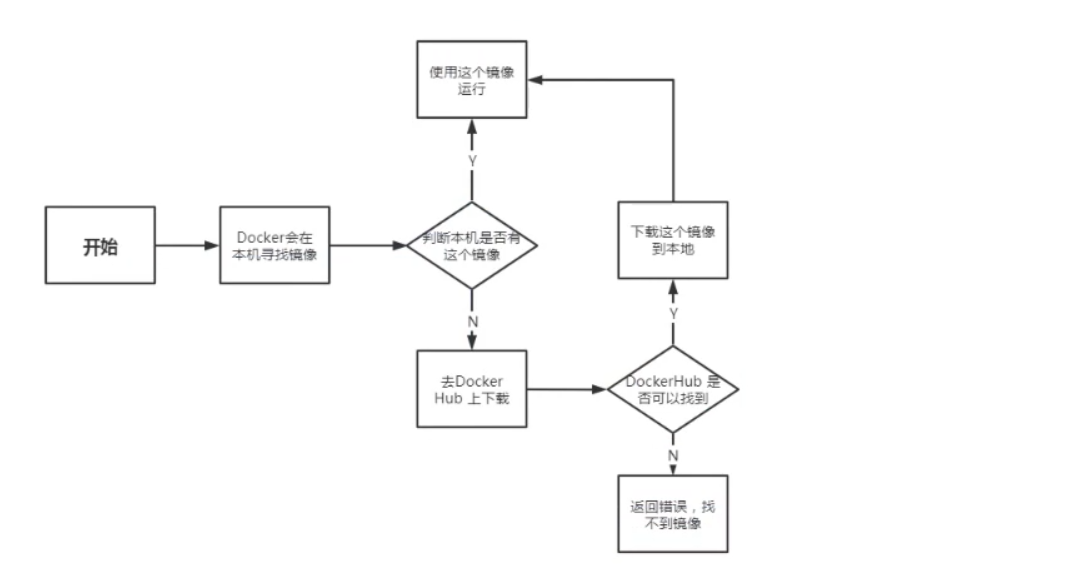 使用这个镜像
运行
Y
开始
Docker会在
本机寻找镜像
判断本机是否有
这个镜像
下载这个镜像
到本地
N
Y
去Docker
Hub 上下载
DockerHub 是
否可以找到
N
返回错误，找
不到镜像